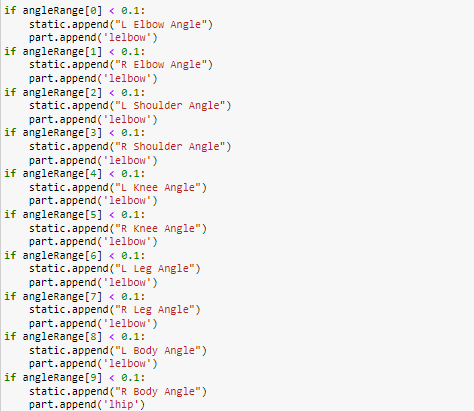 if angleRange[0] < 0.1:
    static.append("L Elbow Angle")
    part.append('lelbow')
if angleRange[1] < 0.1:
    static.append("R Elbow Angle")
    part.append('lelbow')
if angleRange[2] < 0.1:
    static.append("L Shoulder Angle")
    part.append('lelbow')
if angleRange[3] < 0.1:
    static.append("R Shoulder Angle")
    part.append('lelbow')
if angleRange[4] < 0.1:
    static.append("L Knee Angle")
    part.append('lelbow')
if angleRange[5] < 0.1:
    static.append("R Knee Angle")
    part.append('lelbow')
if angleRange[6] < 0.1:
    static.append("L Leg Angle")
    part.append('lelbow')
if angleRange[7] < 0.1:
    static.append("R Leg Angle")
    part.append('lelbow')
if angleRange[8] < 0.1:
    static.append("L Body Angle")
    part.append('lelbow')
if angleRange[9] < 0.1:
    static.append("R Body Angle")
    part.append('lhip')